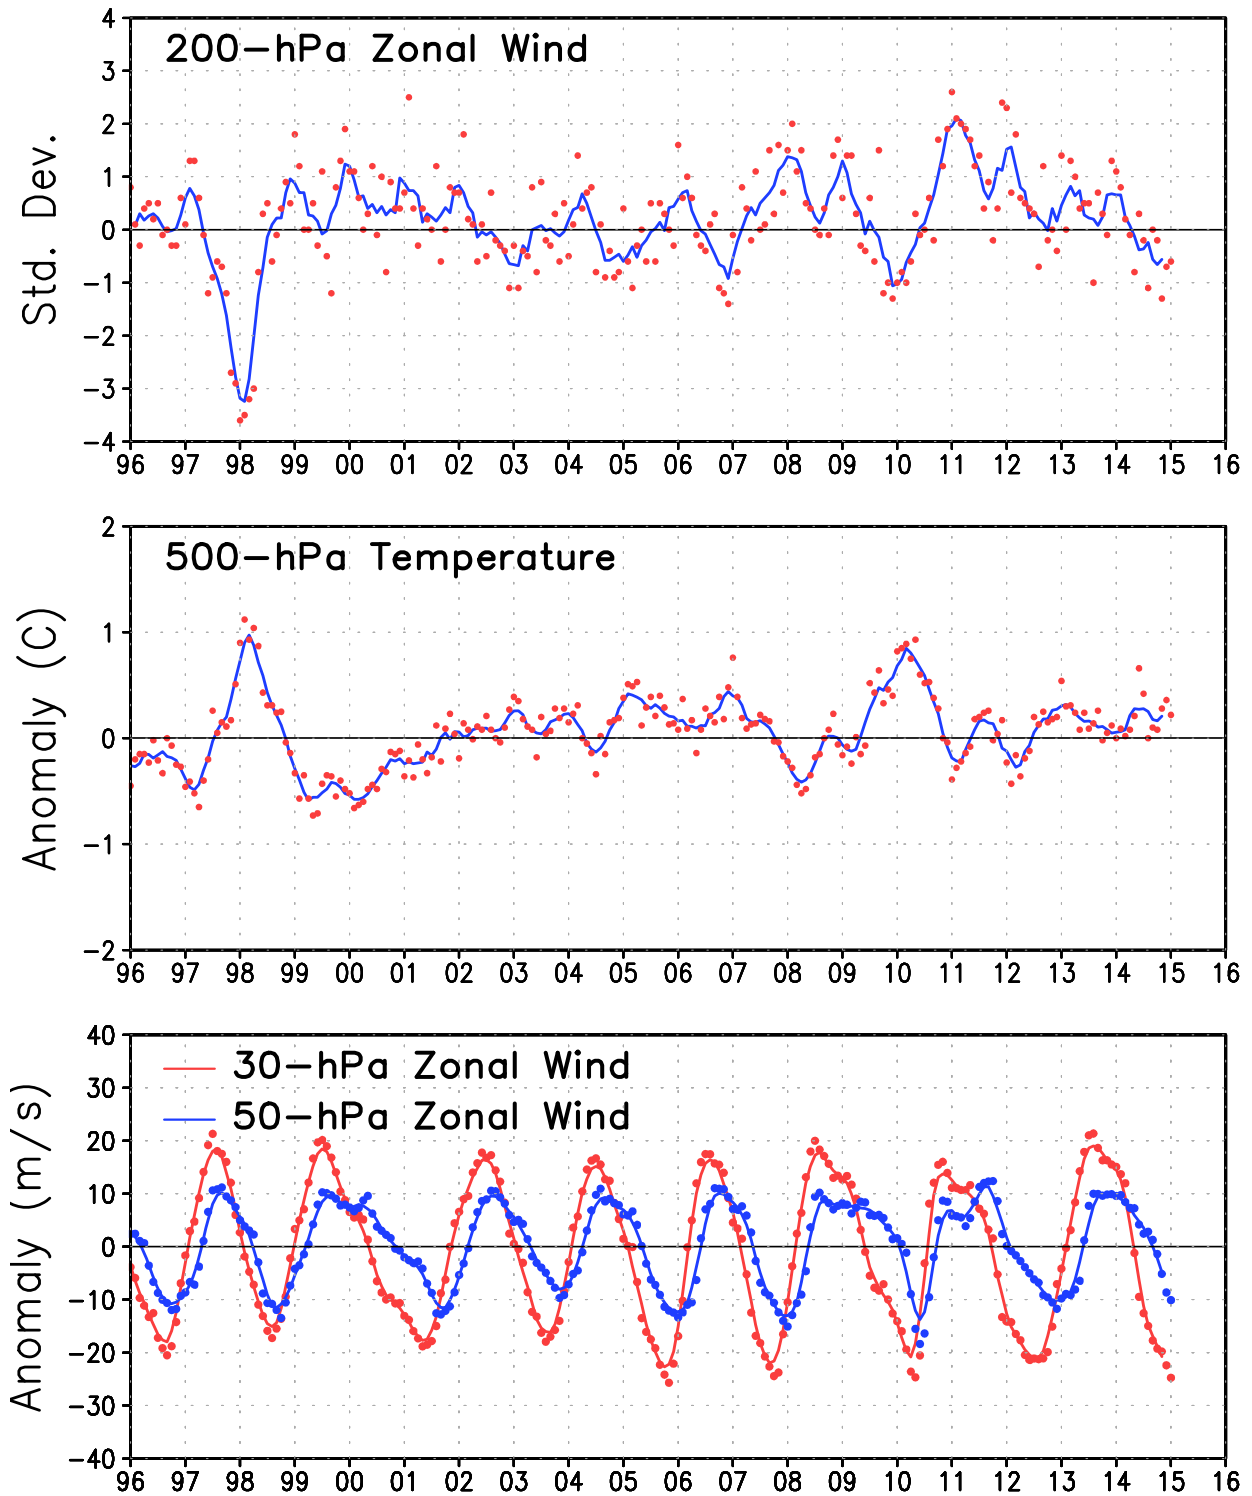 200-hPa Zonal Wind
Std. Dev.
4
3
2
1
0
-1
-2
-3
-4
96 97 98 99 00 01 02 03 04 05 06 07 08 09 10 11 12 13 14 15 16
500-hPa Temperature
Anomaly (C)
2
1
0
-1
-2
96 97 98 99 00 01 02 03 04 05 06 07 08 09 10 11 12 13 14 15 16
30-hPa Zonal Wind
50-hPa Zonal Wind
Anomaly (m/s)
40
30
20
10
0
-10
-20
-30
-40
96 97 98 99 00 01 02 03 04 05 06 07 08 09 10 11 12 13 14 15 16